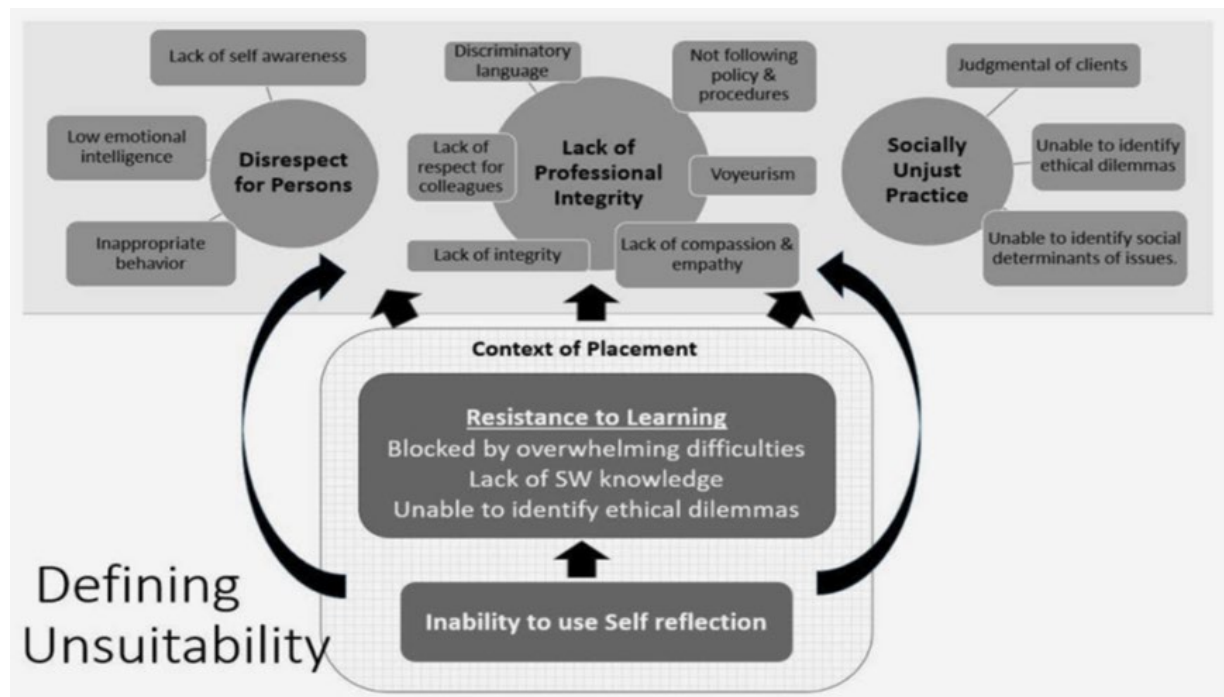 Lack of self awareness
Low emotional
intelligence
Inappropriate
behavior
Disrespect
for Persons
Discriminatory
language
Not following
policy &
procedures
Lack of
respect for
colleagues
Lack of
Professional
Integrity
Voyeurism
Lack of integrity
Lack of compassion &
empathy
Judgmental of clients
Socially
Unjust
Practice
Unable to identify
ethical dilemmas
Unable to identify social
determinants of issues.
Context of Placement
Resistance to Learning
Blocked by overwhelming difficulties
Lack of SW knowledge
Unable to identify ethical dilemmas
Inability to use Self reflection
Defining
Unsuitability